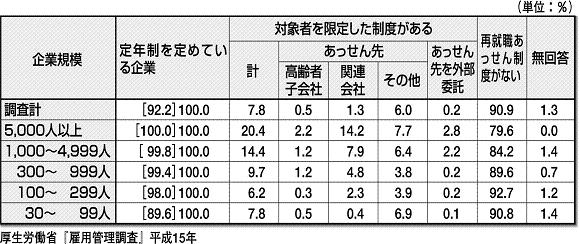 (単位：％)
企業規模 定年制を定めている企業 対象者を限定した制度がある 再就職あっせん制度がない 無回答
計 あっせん先 あっせん先を外部委託
高齢者子会社 関連会社 その他
調査計 [92.2]100.0 7.8 0.5 1.3 6.0 0.2 90.9 1.3
5,000人以上 [100.0]100.0 20.4 2.2 14.2 7.7 2.8 79.6 0.0
1,000〜4,999人 [ 99.8]100.0 14.4 1.2 7.9 6.4 2.2 84.2 1.4
300〜 999人 [99.4]100.0 9.7 1.2 4.8 3.8 0.2 89.6 0.7
100〜 299人 [98.0]100.0 6.2 0.3 2.3 3.9 0.2 92.7 1.2
30〜 99人 [89.6]100.0 7.8 0.5 0.4 6.9 0.1 90.8 1.4
厚生労働省『雇用管理調査』平成15年